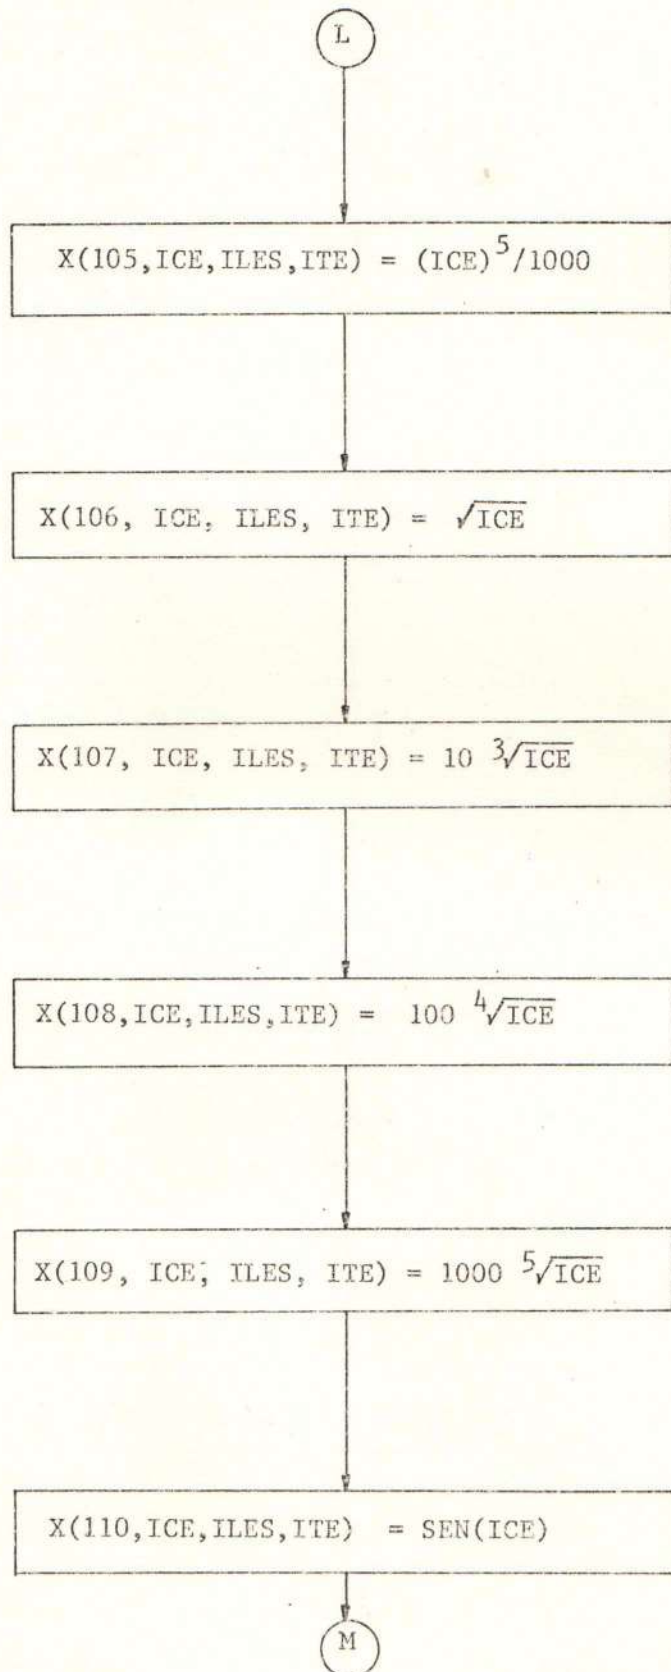 L
X(105,ICE,ILES,ITE) = (ICE)⁵/1000
X(106, ICE, ILES, ITE) = √ICE
X(107, ICE, ILES, ITE) = 10 ³√ICE
X(108,ICE,ILES,ITE) = 100 ⁴√ICE
X(109, ICE, ILES, ITE) = 1000 ⁵√ICE
X(110,ICE,ILES,ITE) = SEN(ICE)
M